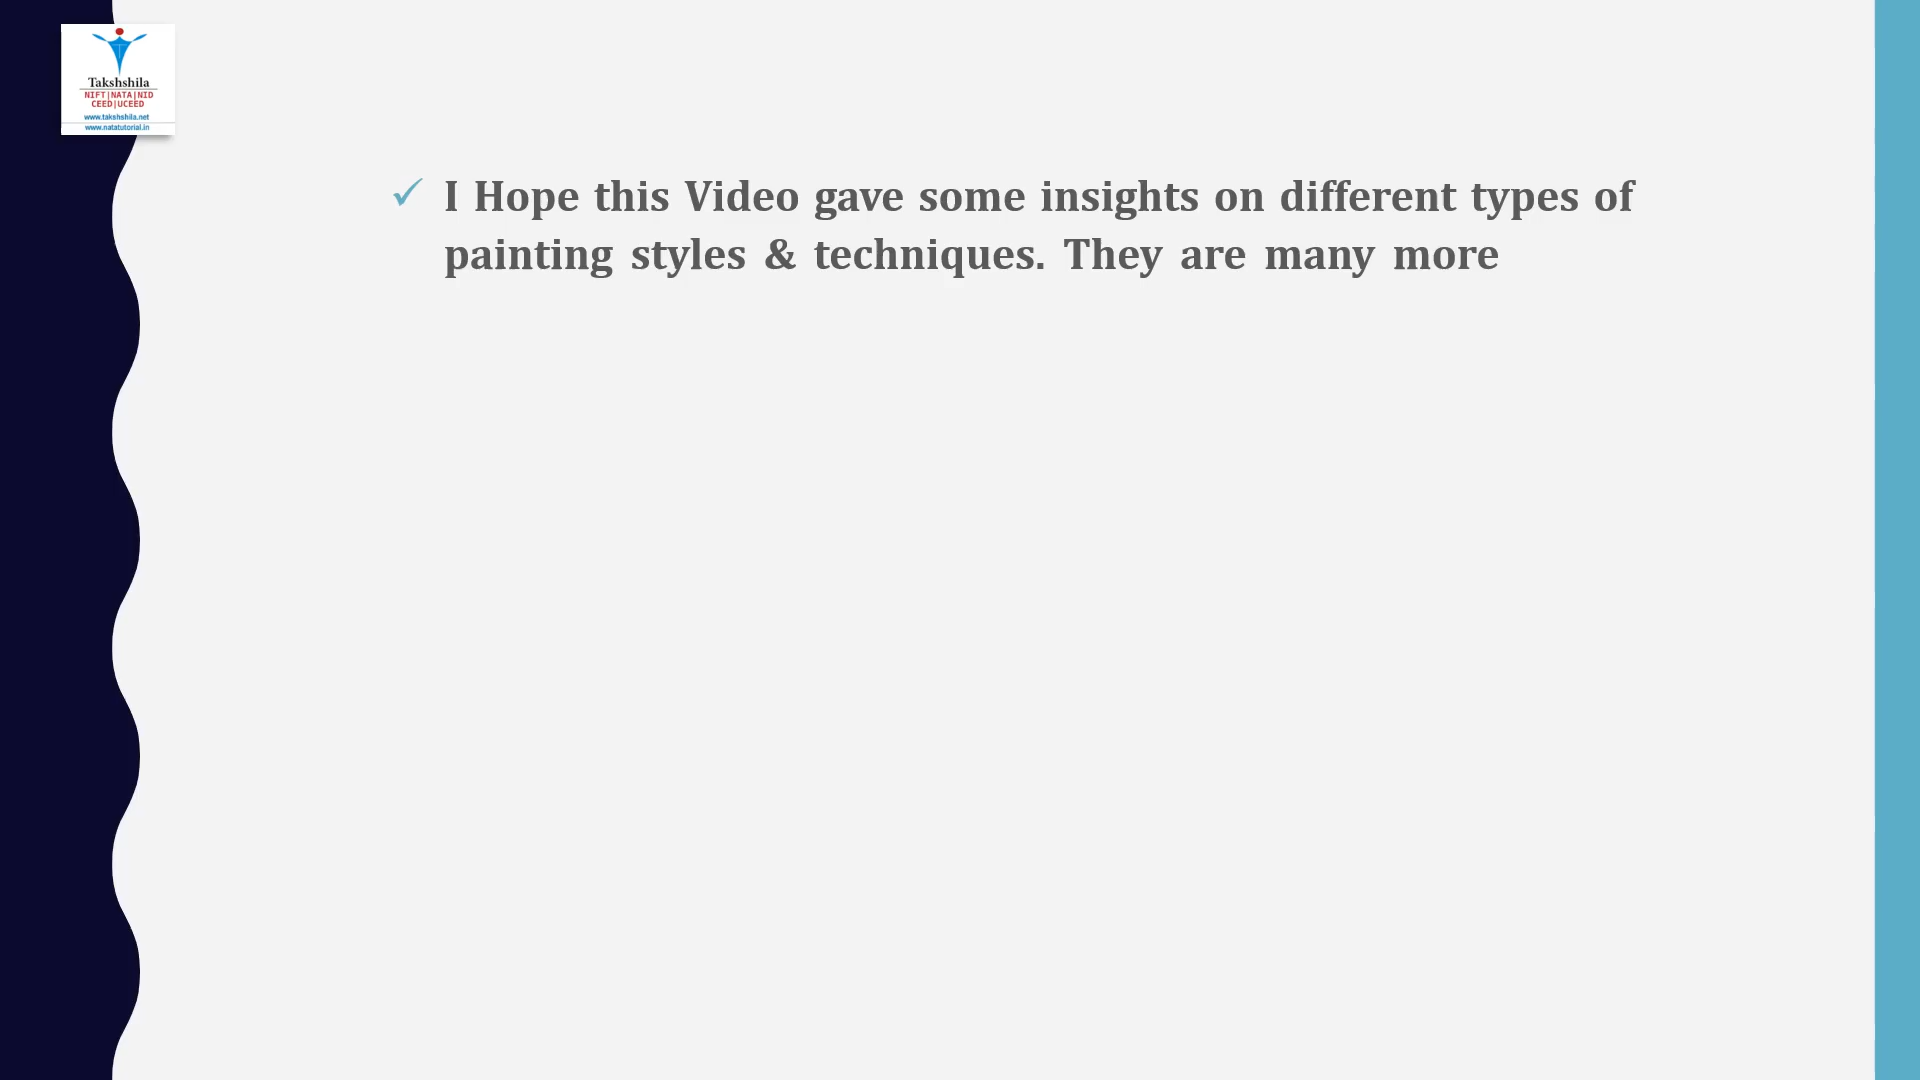 Takshshila
NIFT|NATA|NID
CEED|UCEED
www.takshshila.net
www.natatutorial.in
I Hope this Video gave some insights on different types of
painting styles & techniques. They are many more